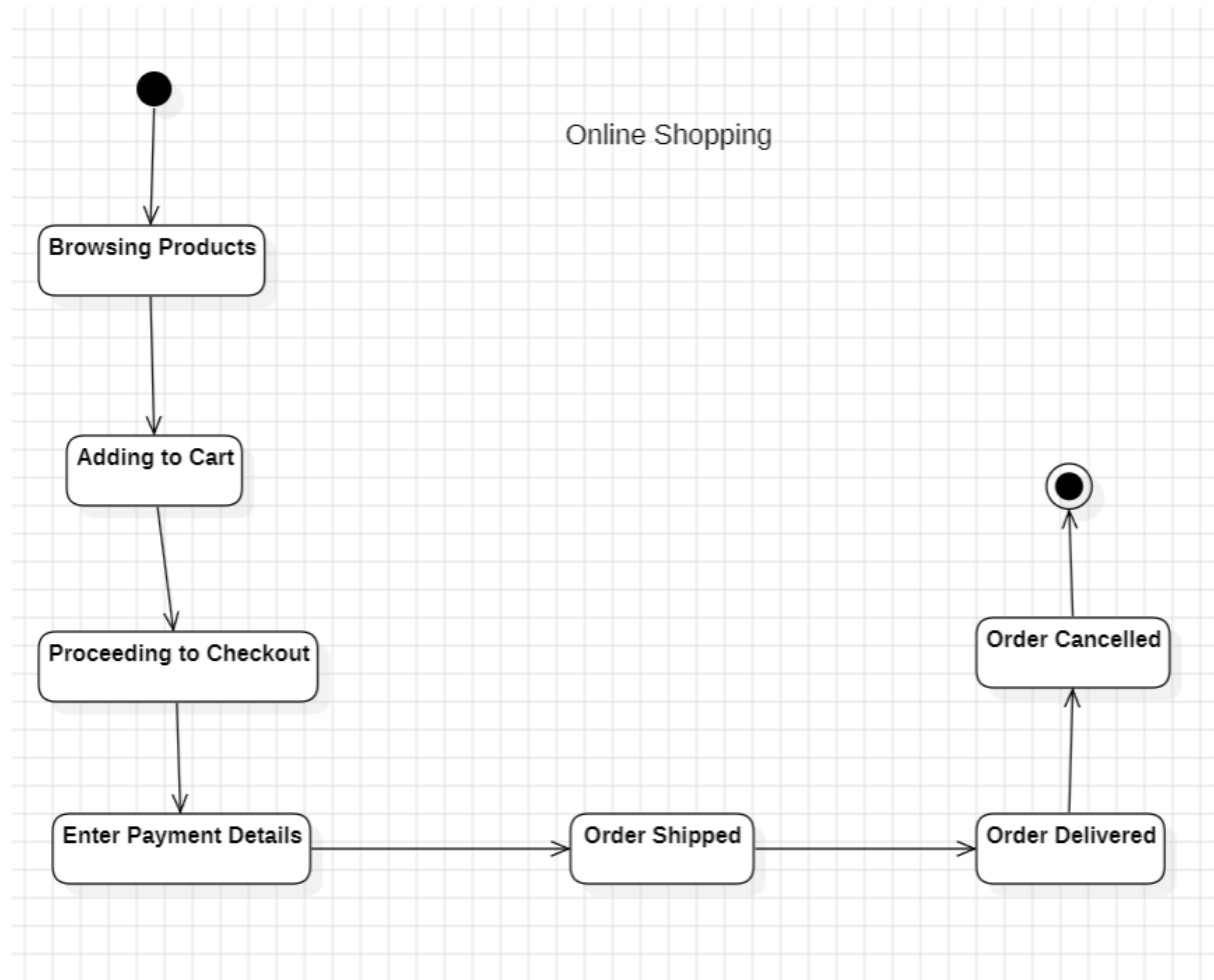 Online Shopping
Browsing Products
Adding to Cart
Proceeding to Checkout
Enter Payment Details
Order Shipped
Order Delivered
Order Cancelled